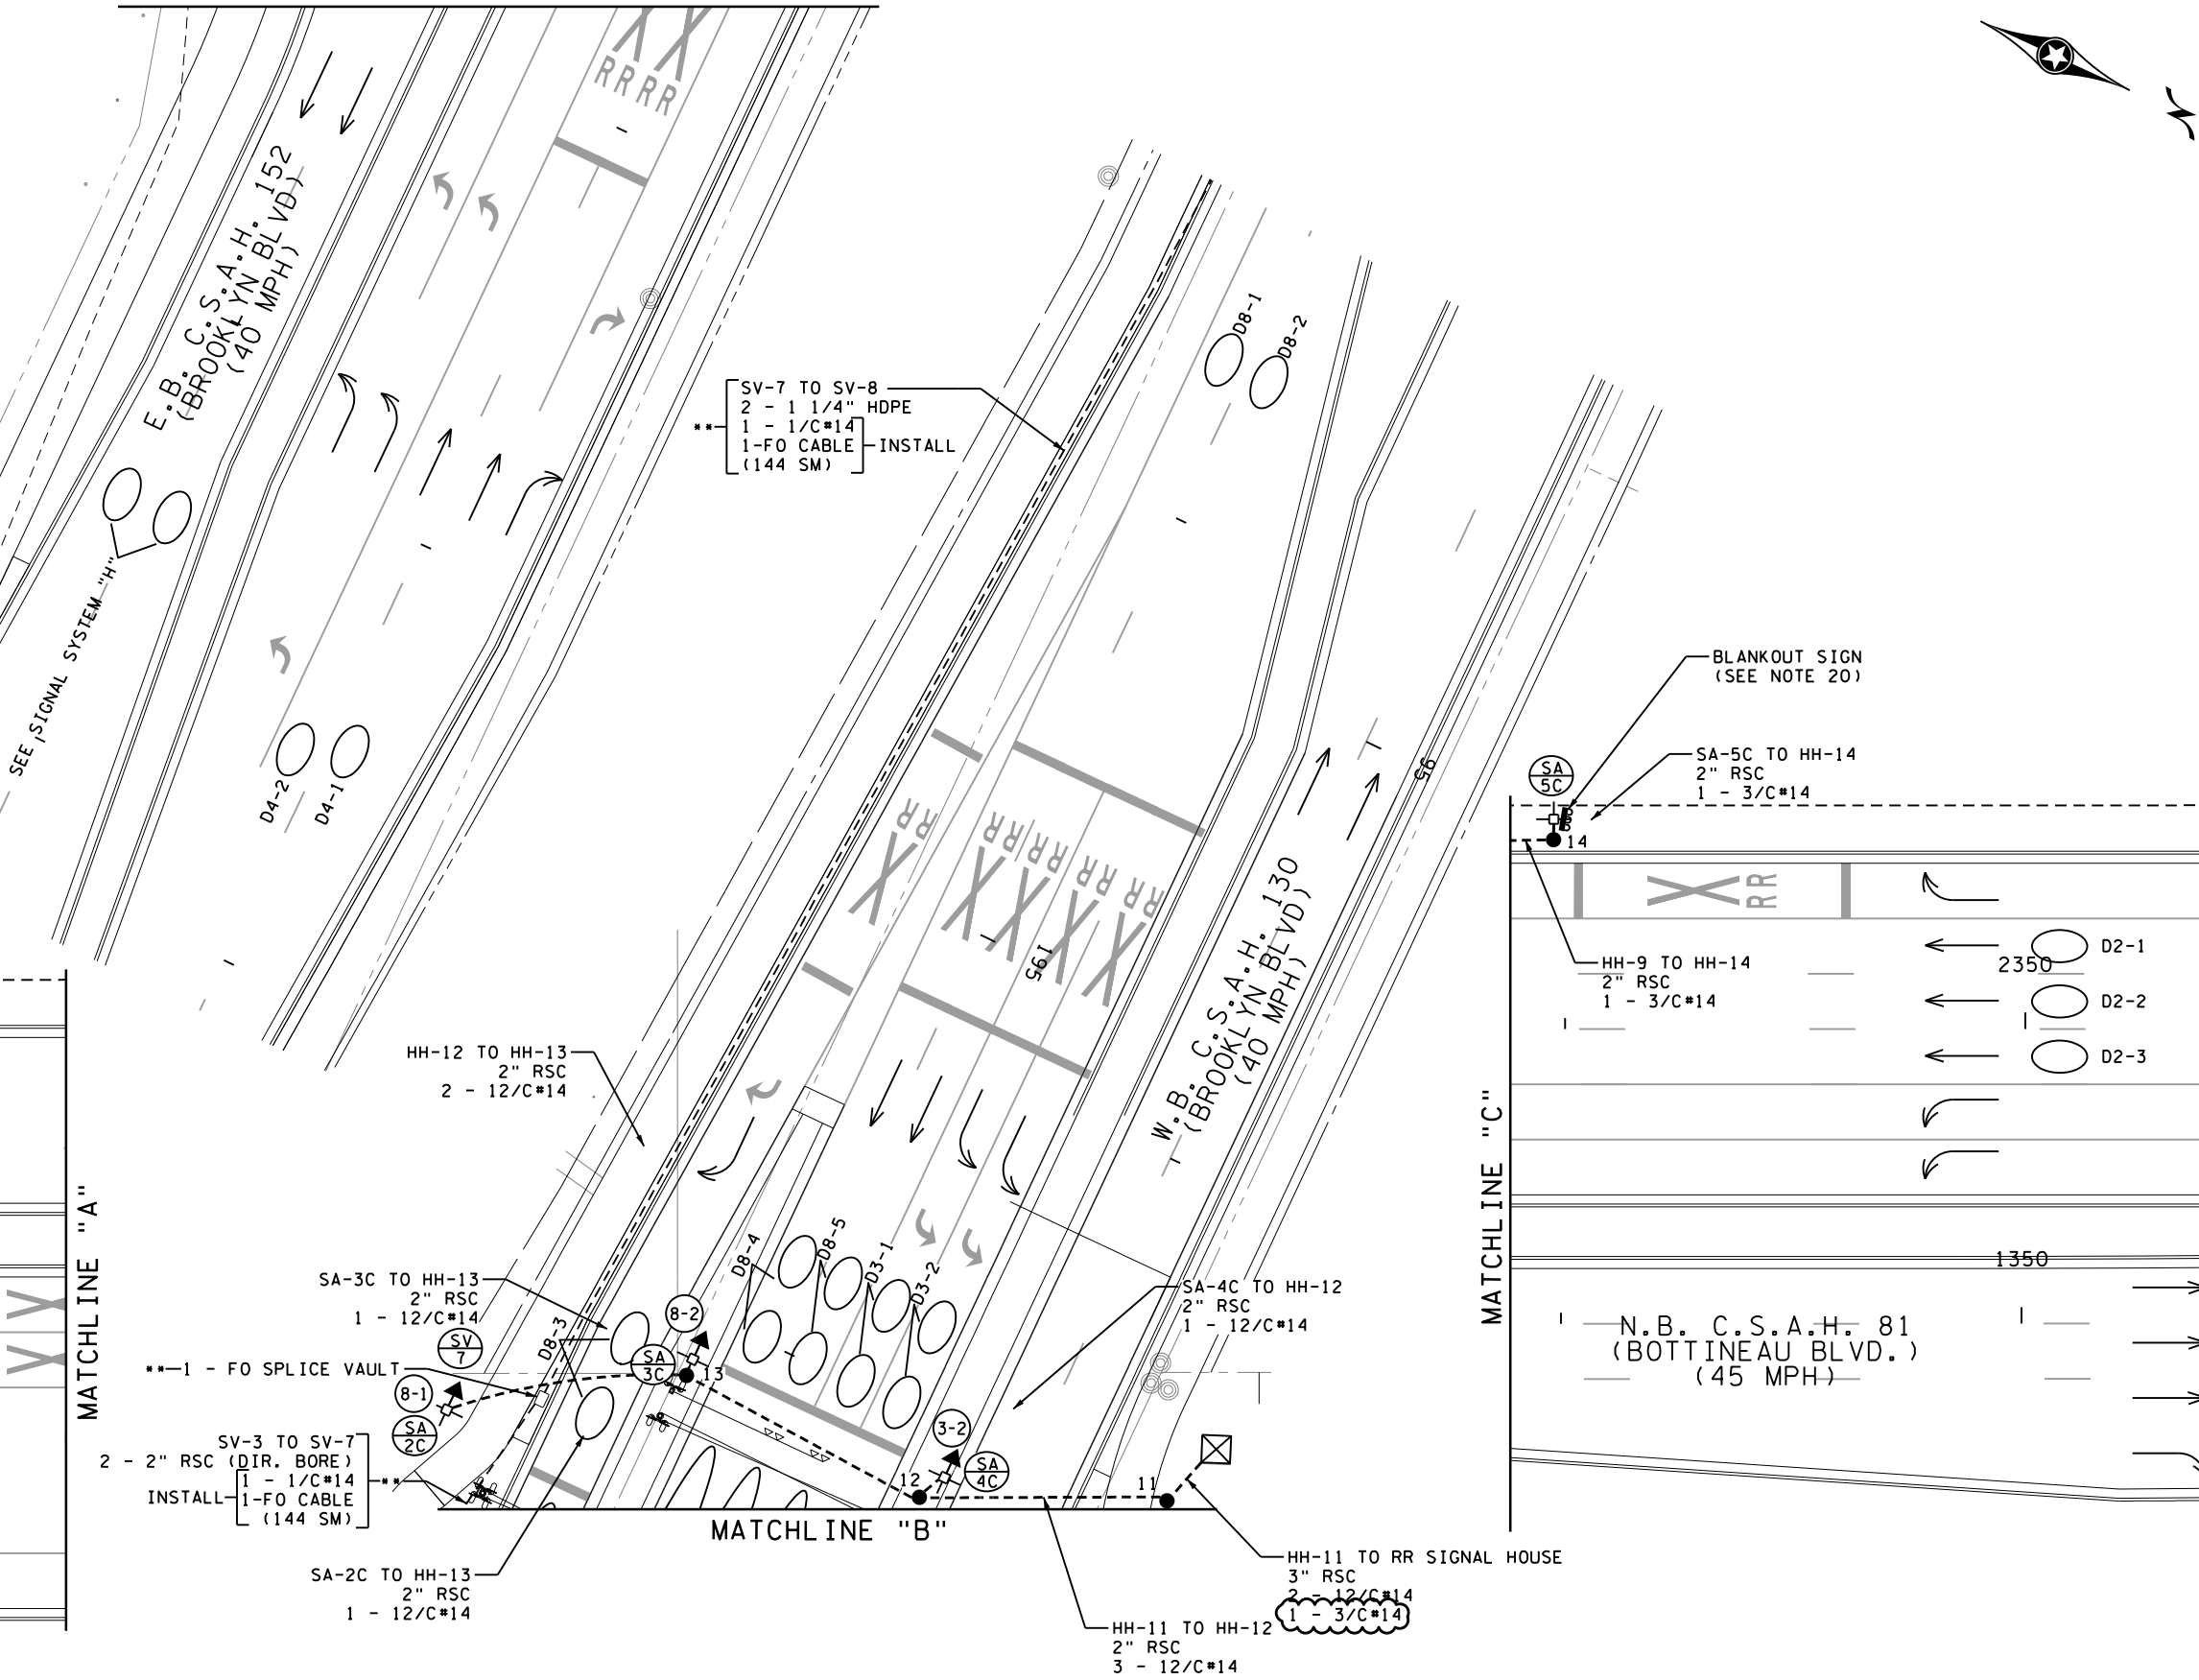 RR RR
E.B. C.S.A.H. 152
(BROOKLYN BLVD)
(40 MPH)
SEE SIGNAL SYSTEM "H"
D4-2
D4-1
SV-7 TO SV-8
2 - 1 1/4" HDPE
** 1 - 1/C#14
1-FO CABLE INSTALL
(144 SM)
D8-1
D8-2
95
195
RR RR RR RR RR
W.B. C.S.A.H. 130
(BROOKLYN BLVD)
(40 MPH)
N
BLANKOUT SIGN
(SEE NOTE 20)
SA
5C
SA-5C TO HH-14
2" RSC
1 - 3/C#14
14
RR
HH-9 TO HH-14
2" RSC
1 - 3/C#14
D2-1
2350
D2-2
D2-3
MATCHLINE "C"
1350
N.B. C.S.A.H. 81
(BOTTINEAU BLVD.)
(45 MPH)
MATCHLINE "A"
HH-12 TO HH-13
2" RSC
2 - 12/C#14
SA-3C TO HH-13
2" RSC
1 - 12/C#14
SV
7
**1 - FO SPLICE VAULT
8-1
SA
2C
SV-3 TO SV-7
2 - 2" RSC (DIR. BORE)
1 - 1/C#14 **
INSTALL 1-FO CABLE
(144 SM)
SA-2C TO HH-13
2" RSC
1 - 12/C#14
D8-3
8-2
SA
3C
13
D8-4
D8-5
D3-1
D3-2
SA-4C TO HH-12
2" RSC
1 - 12/C#14
3-2
SA
4C
12
11
MATCHLINE "B"
HH-11 TO RR SIGNAL HOUSE
3" RSC
2 - 12/C#14
1 - 3/C#14
HH-11 TO HH-12
2" RSC
3 - 12/C#14